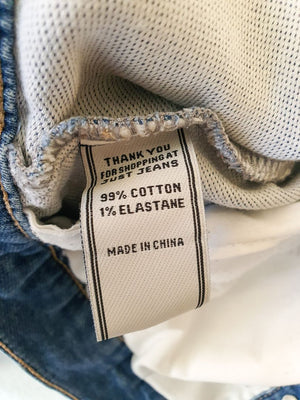 THANK YOU
FOR SHOPPING AT
JUST JEANS
99% COTTON
1% ELASTANE
MADE IN CHINA